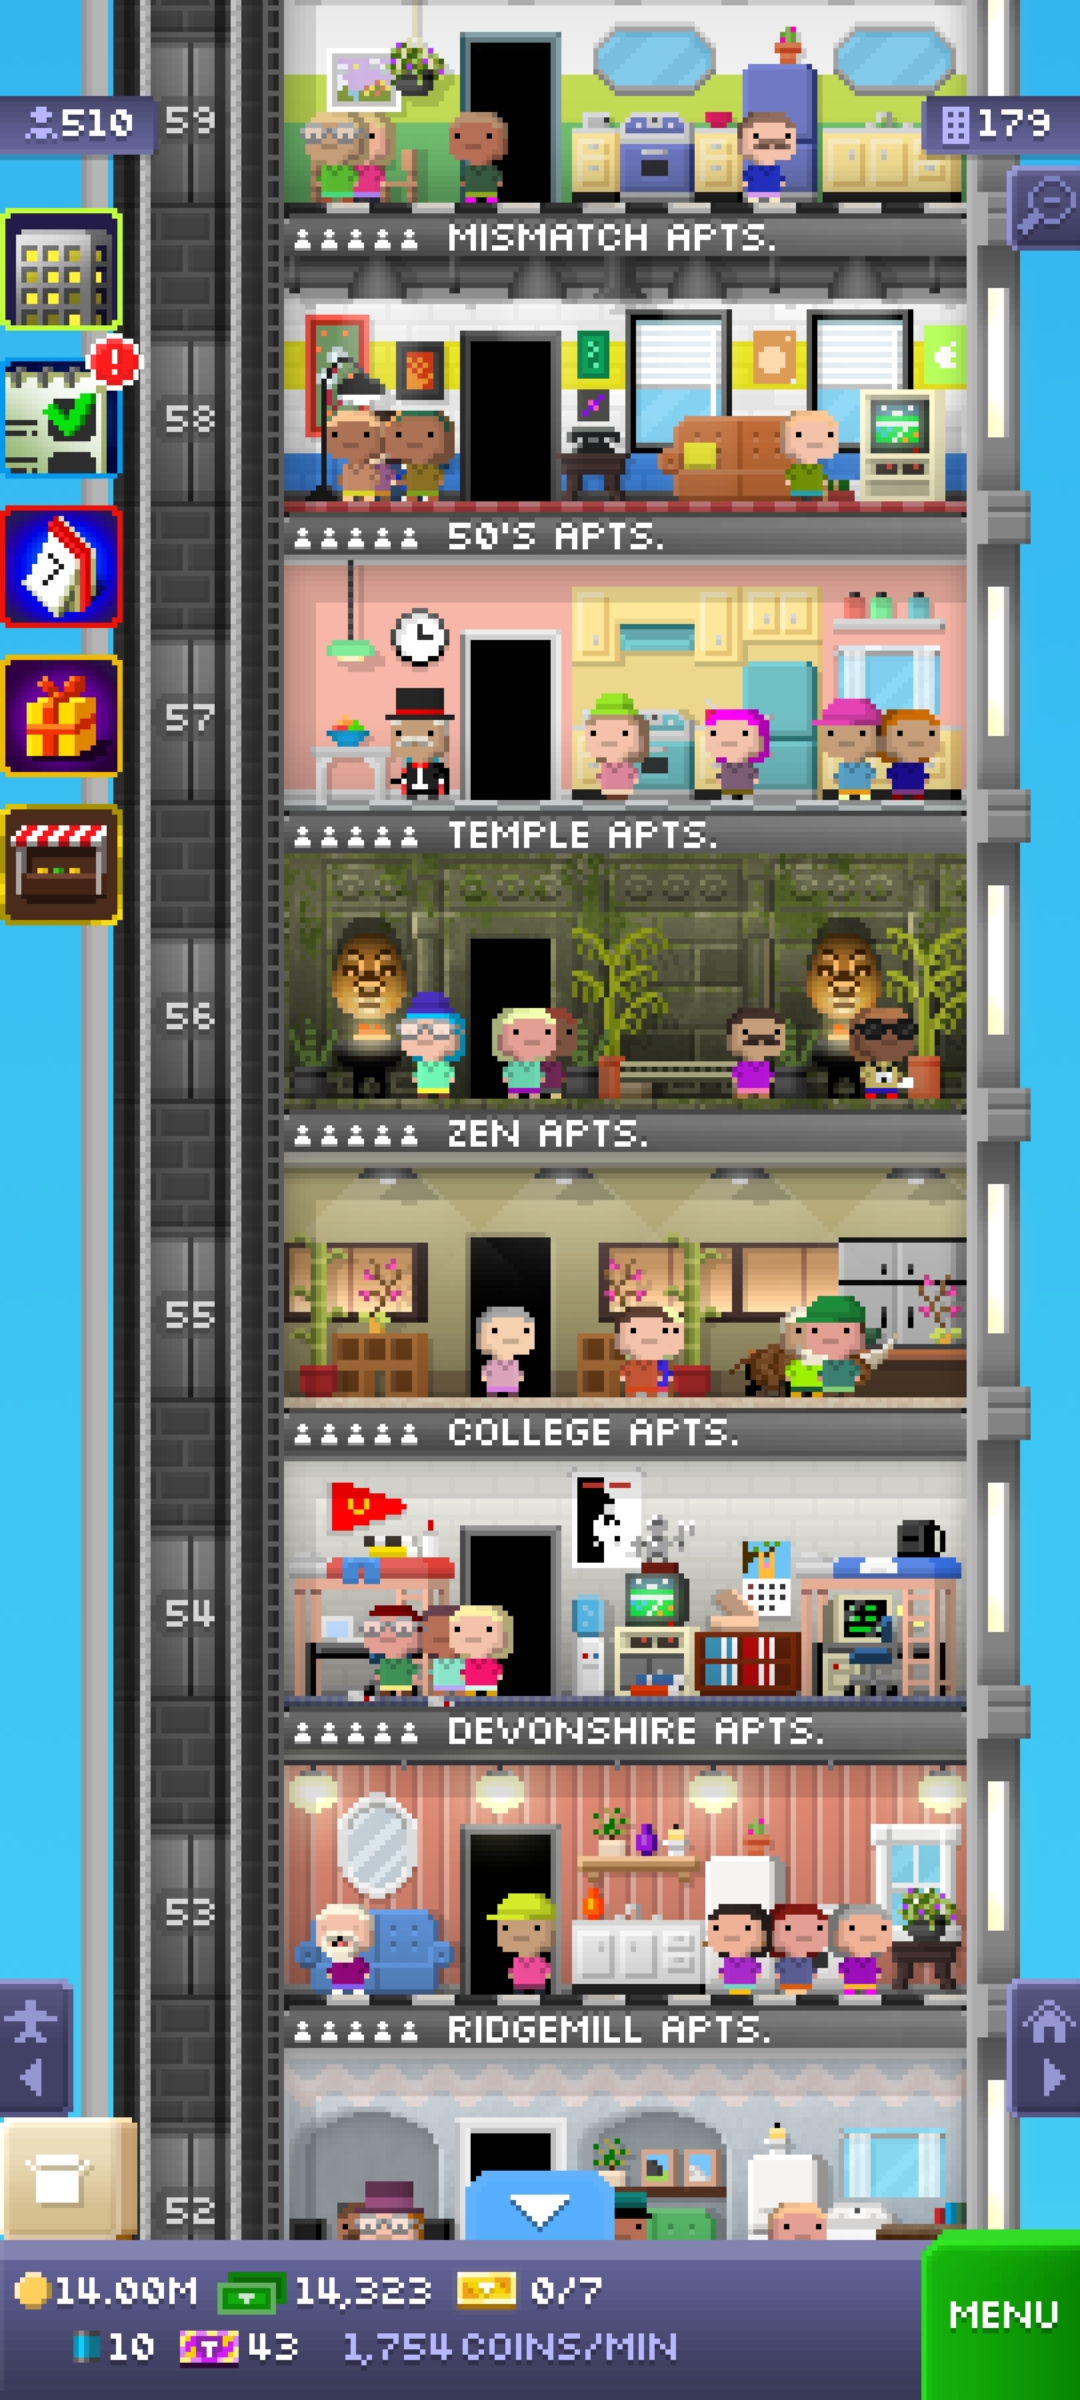 510
59
179
MISMATCH APTS.
58
50'S APTS.
57
TEMPLE APTS.
56
ZEN APTS.
55
COLLEGE APTS.
54
DEVONSHIRE APTS.
53
RIDGEMILL APTS.
52
14.00M 14,323 0/7
MENU
10 43 1,754 COINS/MIN